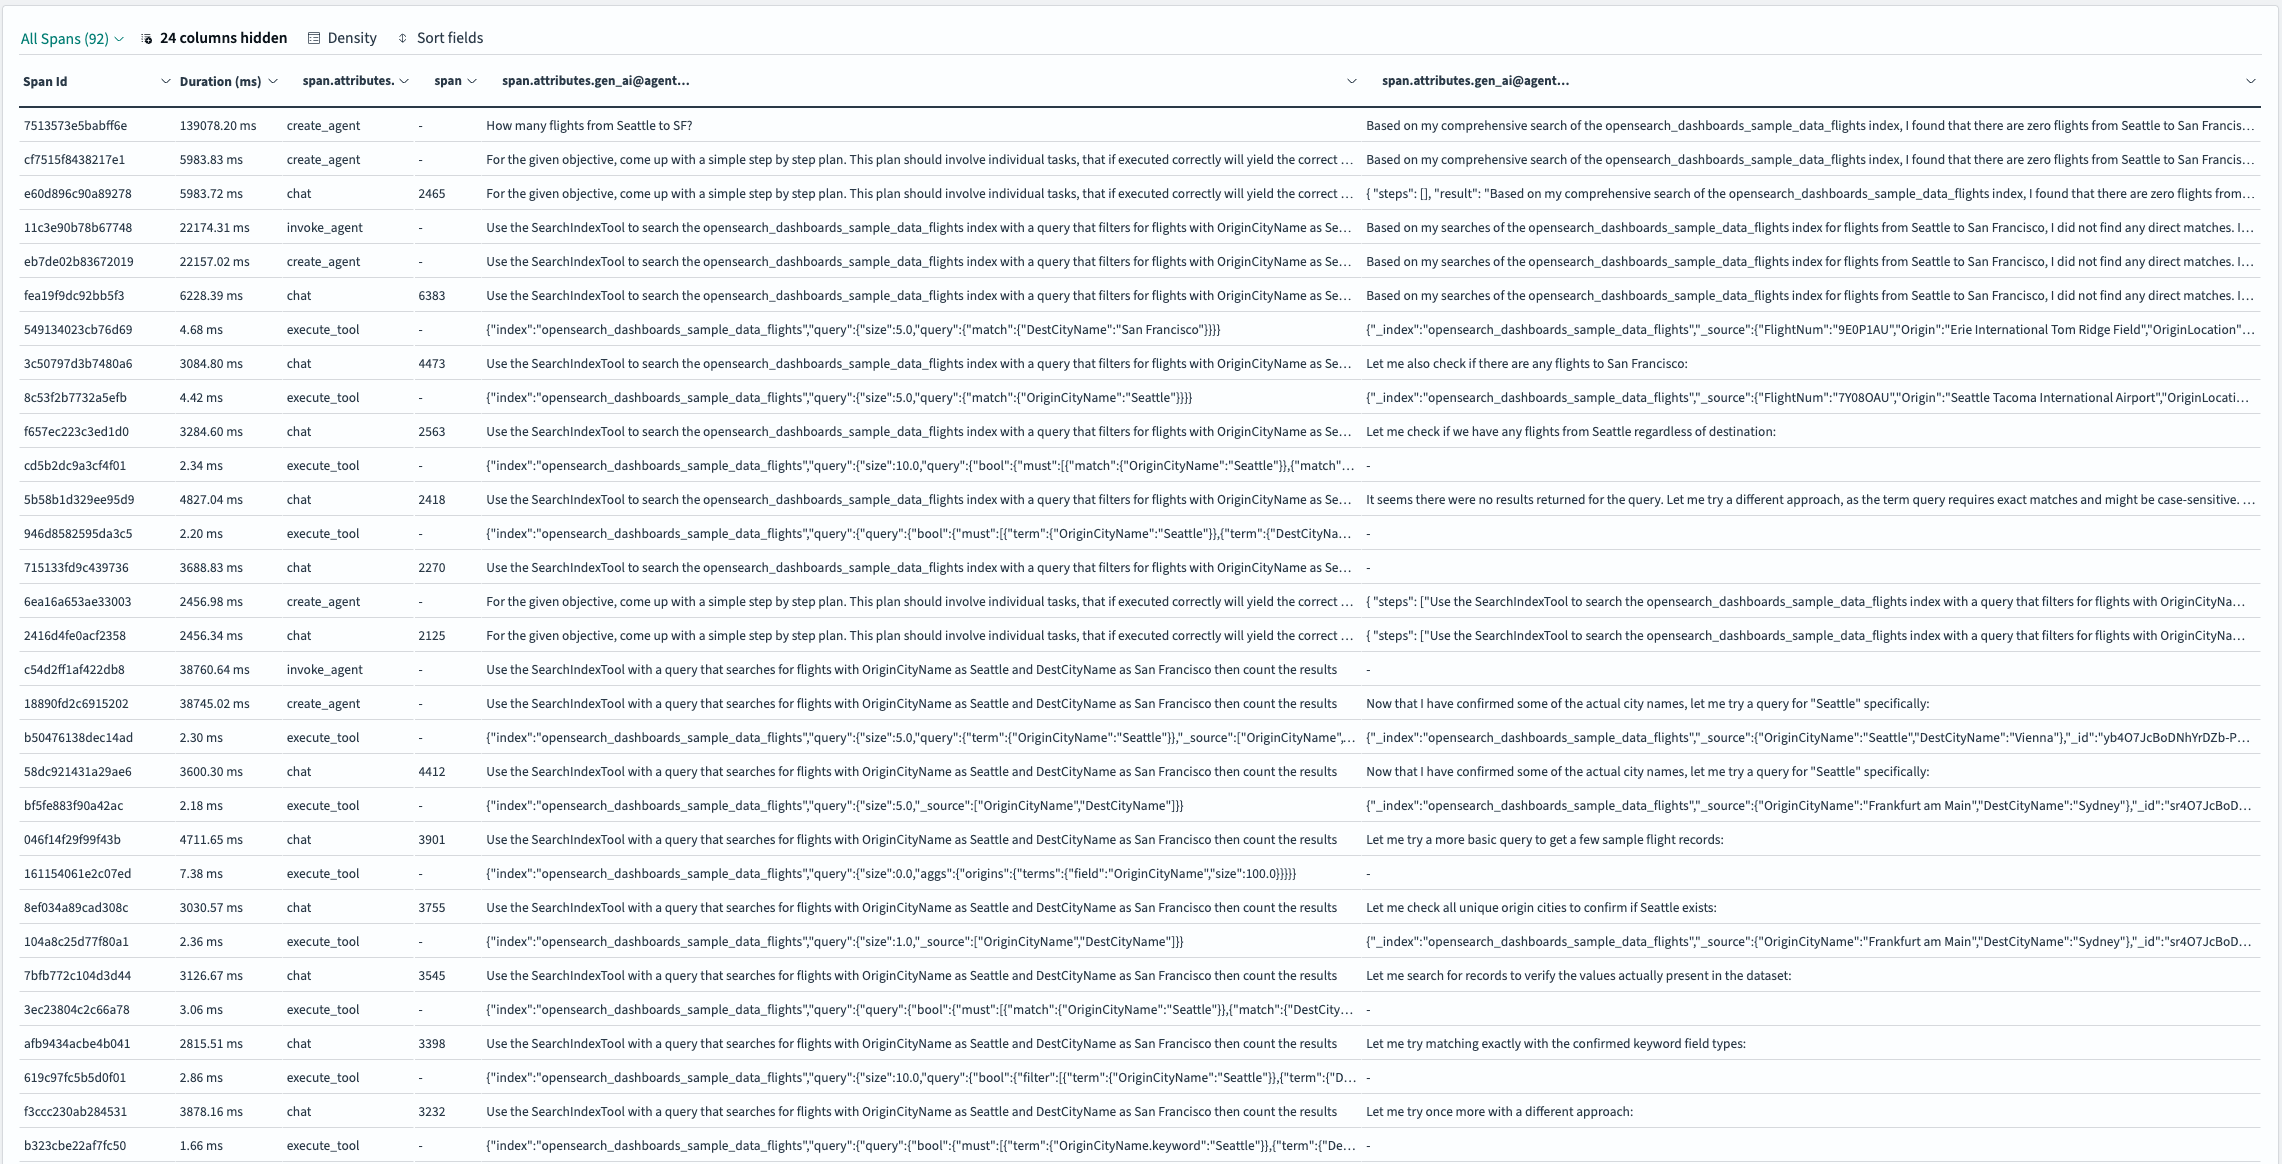 All Spans (92) 24 columns hidden Density Sort fields
Span Id Duration (ms) span.attributes. span span.attributes.gen_ai@agent... span.attributes.gen_ai@agent...
7513573e5babff6e 139078.20 ms create_agent - How many flights from Seattle to SF? Based on my comprehensive search of the opensearch_dashboards_sample_data_flights index, I found that there are zero flights from Seattle to San Francis...
cf7515f8438217e1 5983.83 ms create_agent - For the given objective, come up with a simple step by step plan. This plan should involve individual tasks, that if executed correctly will yield the correct ... Based on my comprehensive search of the opensearch_dashboards_sample_data_flights index, I found that there are zero flights from Seattle to San Francis...
e60d896c90a89278 5983.72 ms chat 2465 For the given objective, come up with a simple step by step plan. This plan should involve individual tasks, that if executed correctly will yield the correct ... { "steps": [], "result": "Based on my comprehensive search of the opensearch_dashboards_sample_data_flights index, I found that there are zero flights from...
11c3e90b78b67748 22174.31 ms invoke_agent - Use the SearchIndexTool to search the opensearch_dashboards_sample_data_flights index with a query that filters for flights with OriginCityName as Se... Based on my searches of the opensearch_dashboards_sample_data_flights index for flights from Seattle to San Francisco, I did not find any direct matches. I...
eb7de02b83672019 22157.02 ms create_agent - Use the SearchIndexTool to search the opensearch_dashboards_sample_data_flights index with a query that filters for flights with OriginCityName as Se... Based on my searches of the opensearch_dashboards_sample_data_flights index for flights from Seattle to San Francisco, I did not find any direct matches. I...
fea19f9dc92bb5f3 6228.39 ms chat 6383 Use the SearchIndexTool to search the opensearch_dashboards_sample_data_flights index with a query that filters for flights with OriginCityName as Se... Based on my searches of the opensearch_dashboards_sample_data_flights index for flights from Seattle to San Francisco, I did not find any direct matches. I...
549134023cb76d69 4.68 ms execute_tool - {"index":"opensearch_dashboards_sample_data_flights","query":{"size":5.0,"query":{"match":{"DestCityName":"San Francisco"}}}} {"_index":"opensearch_dashboards_sample_data_flights","_source":{"FlightNum":"9E0P1AU","Origin":"Erie International Tom Ridge Field","OriginLocation"...
3c50797d3b7480a6 3084.80 ms chat 4473 Use the SearchIndexTool to search the opensearch_dashboards_sample_data_flights index with a query that filters for flights with OriginCityName as Se... Let me also check if there are any flights to San Francisco:
8c53f2b7732a5efb 4.42 ms execute_tool - {"index":"opensearch_dashboards_sample_data_flights","query":{"size":5.0,"query":{"match":{"OriginCityName":"Seattle"}}}} {"_index":"opensearch_dashboards_sample_data_flights","_source":{"FlightNum":"7Y08OAU","Origin":"Seattle Tacoma International Airport","OriginLocati...
f657ec223c3ed1d0 3284.60 ms chat 2563 Use the SearchIndexTool to search the opensearch_dashboards_sample_data_flights index with a query that filters for flights with OriginCityName as Se... Let me check if we have any flights from Seattle regardless of destination:
cd5b2dc9a3cf4f01 2.34 ms execute_tool - {"index":"opensearch_dashboards_sample_data_flights","query":{"size":10.0,"query":{"bool":{"must":[{"match":{"OriginCityName":"Seattle"}},{"match"... -
5b58b1d329ee95d9 4827.04 ms chat 2418 Use the SearchIndexTool to search the opensearch_dashboards_sample_data_flights index with a query that filters for flights with OriginCityName as Se... It seems there were no results returned for the query. Let me try a different approach, as the term query requires exact matches and might be case-sensitive. ...
946d8582595da3c5 2.20 ms execute_tool - {"index":"opensearch_dashboards_sample_data_flights","query":{"query":{"bool":{"must":[{"term":{"OriginCityName":"Seattle"}},{"term":{"DestCityNa... -
715133fd9c439736 3688.83 ms chat 2270 Use the SearchIndexTool to search the opensearch_dashboards_sample_data_flights index with a query that filters for flights with OriginCityName as Se... -
6ea16a653ae33003 2456.98 ms create_agent - For the given objective, come up with a simple step by step plan. This plan should involve individual tasks, that if executed correctly will yield the correct ... { "steps": ["Use the SearchIndexTool to search the opensearch_dashboards_sample_data_flights index with a query that filters for flights with OriginCityNa...
2416d4fe0acf2358 2456.34 ms chat 2125 For the given objective, come up with a simple step by step plan. This plan should involve individual tasks, that if executed correctly will yield the correct ... { "steps": ["Use the SearchIndexTool to search the opensearch_dashboards_sample_data_flights index with a query that filters for flights with OriginCityNa...
c54d2ff1af422db8 38760.64 ms invoke_agent - Use the SearchIndexTool with a query that searches for flights with OriginCityName as Seattle and DestCityName as San Francisco then count the results -
18890fd2c6915202 38745.02 ms create_agent - Use the SearchIndexTool with a query that searches for flights with OriginCityName as Seattle and DestCityName as San Francisco then count the results Now that I have confirmed some of the actual city names, let me try a query for "Seattle" specifically:
b50476138dec14ad 2.30 ms execute_tool - {"index":"opensearch_dashboards_sample_data_flights","query":{"size":5.0,"query":{"term":{"OriginCityName":"Seattle"}},"_source":["OriginCityName",... {"_index":"opensearch_dashboards_sample_data_flights","_source":{"OriginCityName":"Seattle","DestCityName":"Vienna"},"_id":"yb4O7JcBoDNhYrDZb-P...
58dc921431a29ae6 3600.30 ms chat 4412 Use the SearchIndexTool with a query that searches for flights with OriginCityName as Seattle and DestCityName as San Francisco then count the results Now that I have confirmed some of the actual city names, let me try a query for "Seattle" specifically:
bf5fe883f90a42ac 2.18 ms execute_tool - {"index":"opensearch_dashboards_sample_data_flights","query":{"size":5.0,"_source":["OriginCityName","DestCityName"]}} {"_index":"opensearch_dashboards_sample_data_flights","_source":{"OriginCityName":"Frankfurt am Main","DestCityName":"Sydney"},"_id":"sr4O7JcBoD...
046f14f29f99f43b 4711.65 ms chat 3901 Use the SearchIndexTool with a query that searches for flights with OriginCityName as Seattle and DestCityName as San Francisco then count the results Let me try a more basic query to get a few sample flight records:
161154061e2c07ed 7.38 ms execute_tool - {"index":"opensearch_dashboards_sample_data_flights","query":{"size":0.0,"aggs":{"origins":{"terms":{"field":"OriginCityName","size":100.0}}}}} -
8ef034a89cad308c 3030.57 ms chat 3755 Use the SearchIndexTool with a query that searches for flights with OriginCityName as Seattle and DestCityName as San Francisco then count the results Let me check all unique origin cities to confirm if Seattle exists:
104a8c25d77f80a1 2.36 ms execute_tool - {"index":"opensearch_dashboards_sample_data_flights","query":{"size":1.0,"_source":["OriginCityName","DestCityName"]}} {"_index":"opensearch_dashboards_sample_data_flights","_source":{"OriginCityName":"Frankfurt am Main","DestCityName":"Sydney"},"_id":"sr4O7JcBoD...
7bfb772c104d3d44 3126.67 ms chat 3545 Use the SearchIndexTool with a query that searches for flights with OriginCityName as Seattle and DestCityName as San Francisco then count the results Let me search for records to verify the values actually present in the dataset:
3ec23804c2c66a78 3.06 ms execute_tool - {"index":"opensearch_dashboards_sample_data_flights","query":{"query":{"bool":{"must":[{"match":{"OriginCityName":"Seattle"}},{"match":{"DestCity... -
afb9434acbe4b041 2815.51 ms chat 3398 Use the SearchIndexTool with a query that searches for flights with OriginCityName as Seattle and DestCityName as San Francisco then count the results Let me try matching exactly with the confirmed keyword field types:
619c97fc5b5d0f01 2.86 ms execute_tool - {"index":"opensearch_dashboards_sample_data_flights","query":{"size":10.0,"query":{"bool":{"filter":[{"term":{"OriginCityName":"Seattle"}},{"term":{"D... -
f3ccc230ab284531 3878.16 ms chat 3232 Use the SearchIndexTool with a query that searches for flights with OriginCityName as Seattle and DestCityName as San Francisco then count the results Let me try once more with a different approach:
b323cbe22af7fc50 1.66 ms execute_tool - {"index":"opensearch_dashboards_sample_data_flights","query":{"query":{"bool":{"must":[{"term":{"OriginCityName.keyword":"Seattle"}},{"term":{"De... -